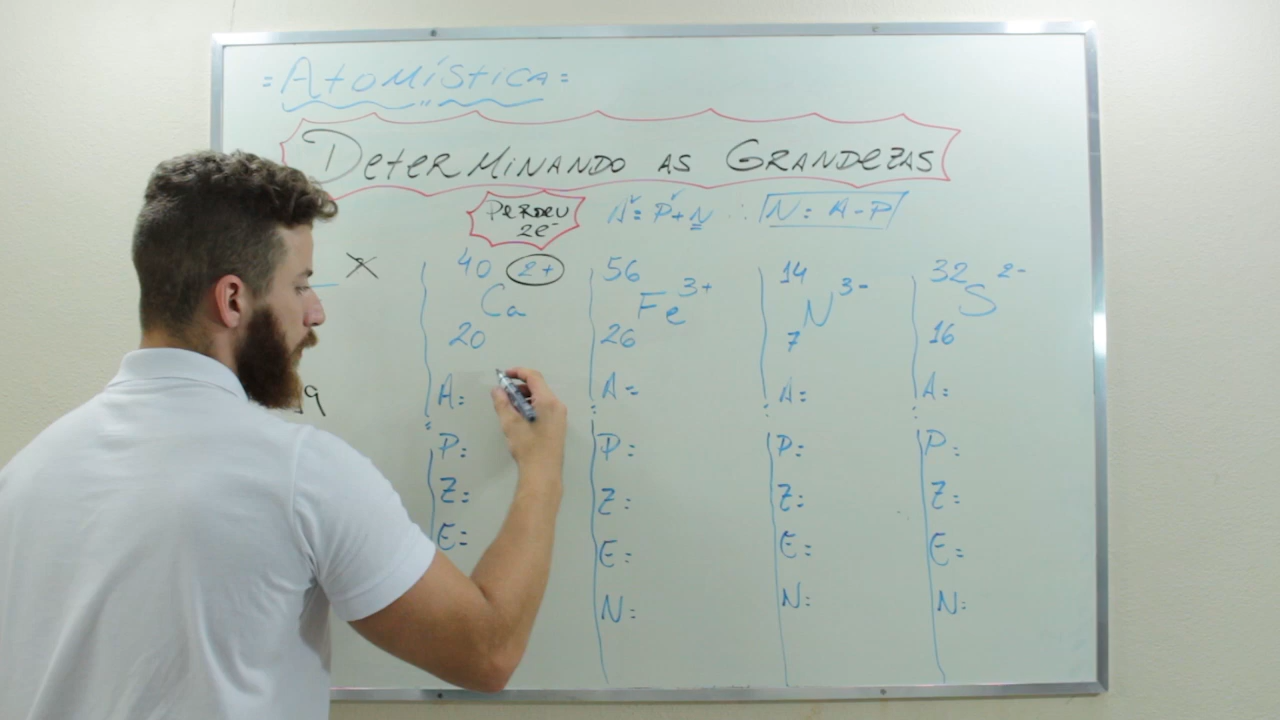 = ATOMÍSTICA =
DETERMINANDO AS GRANDEZAS
PERDEU
2e-
A = P + N ∴ N = A - P
40 2+ 56 14 32 2-
Ca Fe 3+ N 3- S
20 26 7 16
A: A= A: A:
P: P: P: P:
Z: Z: Z: Z:
E: E: E: E:
N: N: N: